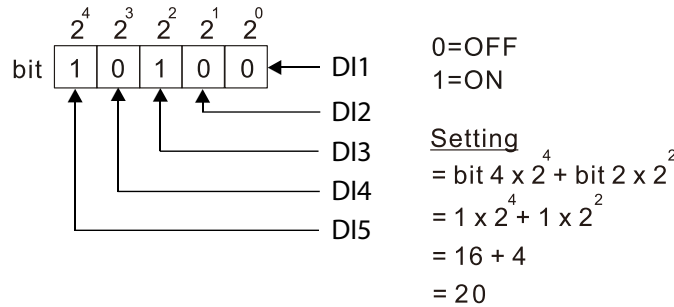 2⁴ 2³ 2² 2¹ 2⁰
bit 1 0 1 0 0 DI1
DI2
DI3
DI4
DI5
0=OFF
1=ON
Setting
= bit 4 x 2⁴ + bit 2 x 2²
= 1 x 2⁴ + 1 x 2²
= 16 + 4
= 20